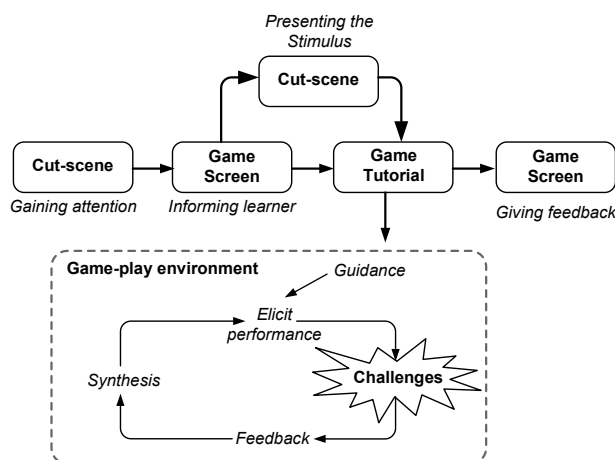 Presenting the
Stimulus
Cut-scene
Cut-scene
Gaining attention
Game
Screen
Informing learner
Game
Tutorial
Game
Screen
Giving feedback
Game-play environment
Guidance
Elicit
performance
Challenges
Synthesis
Feedback